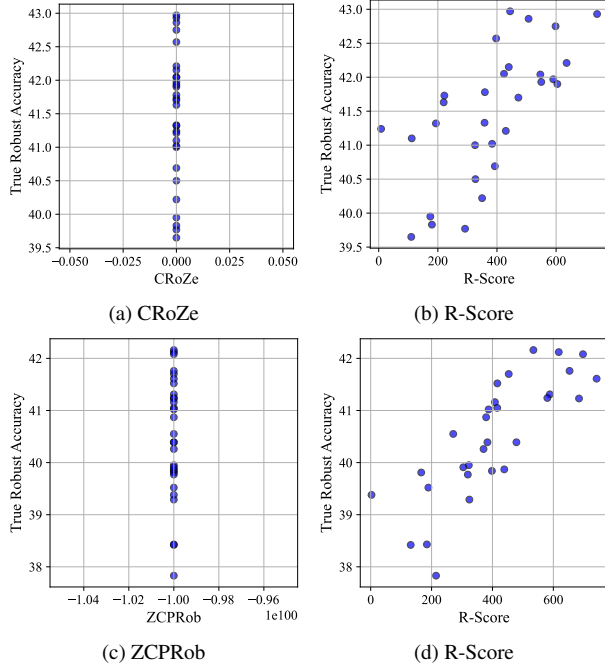 43.0
42.5
42.0
41.5
41.0
40.5
40.0
39.5
True Robust Accuracy
−0.050 −0.025 0.000 0.025 0.050
CRoZe
(a) CRoZe
43.0
42.5
42.0
41.5
41.0
40.5
40.0
39.5
True Robust Accuracy
0 200 400 600
R-Score
(b) R-Score
42
41
40
39
38
True Robust Accuracy
−1.04 −1.02 −1.00 −0.98 −0.96
1e100
ZCPRob
(c) ZCPRob
42
41
40
39
38
True Robust Accuracy
0 200 400 600
R-Score
(d) R-Score